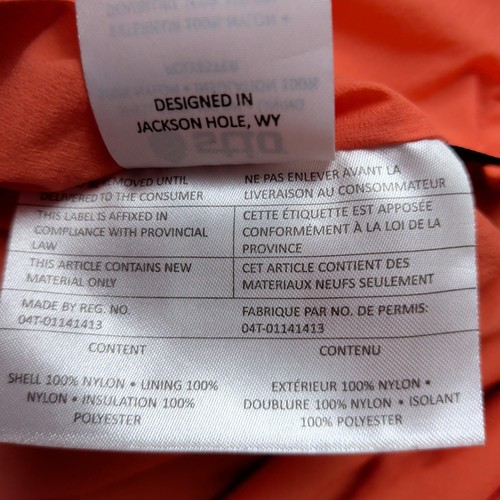 DESIGNED IN
JACKSON HOLE, WY
REMOVED UNTIL
DELIVERED TO THE CONSUMER
NE PAS ENLEVER AVANT LA
LIVERAISON AU CONSOMMATEUR
THIS LABEL IS AFFIXED IN
COMPLIANCE WITH PROVINCIAL
LAW
CETTE ÉTIQUETTE EST APPOSÉE
CONFORMÉMENT À LA LOI DE LA
PROVINCE
THIS ARTICLE CONTAINS NEW
MATERIAL ONLY
CET ARTICLE CONTIENT DES
MATÉRIAUX NEUFS SEULEMENT
MADE BY REG. NO.
04T-01141413
FABRIQUE PAR NO. DE PERMIS:
04T-01141413
CONTENT
CONTENU
SHELL 100% NYLON • LINING 100%
NYLON • INSULATION 100%
POLYESTER
EXTÉRIEUR 100% NYLON •
DOUBLURE 100% NYLON • ISOLANT
100% POLYESTER